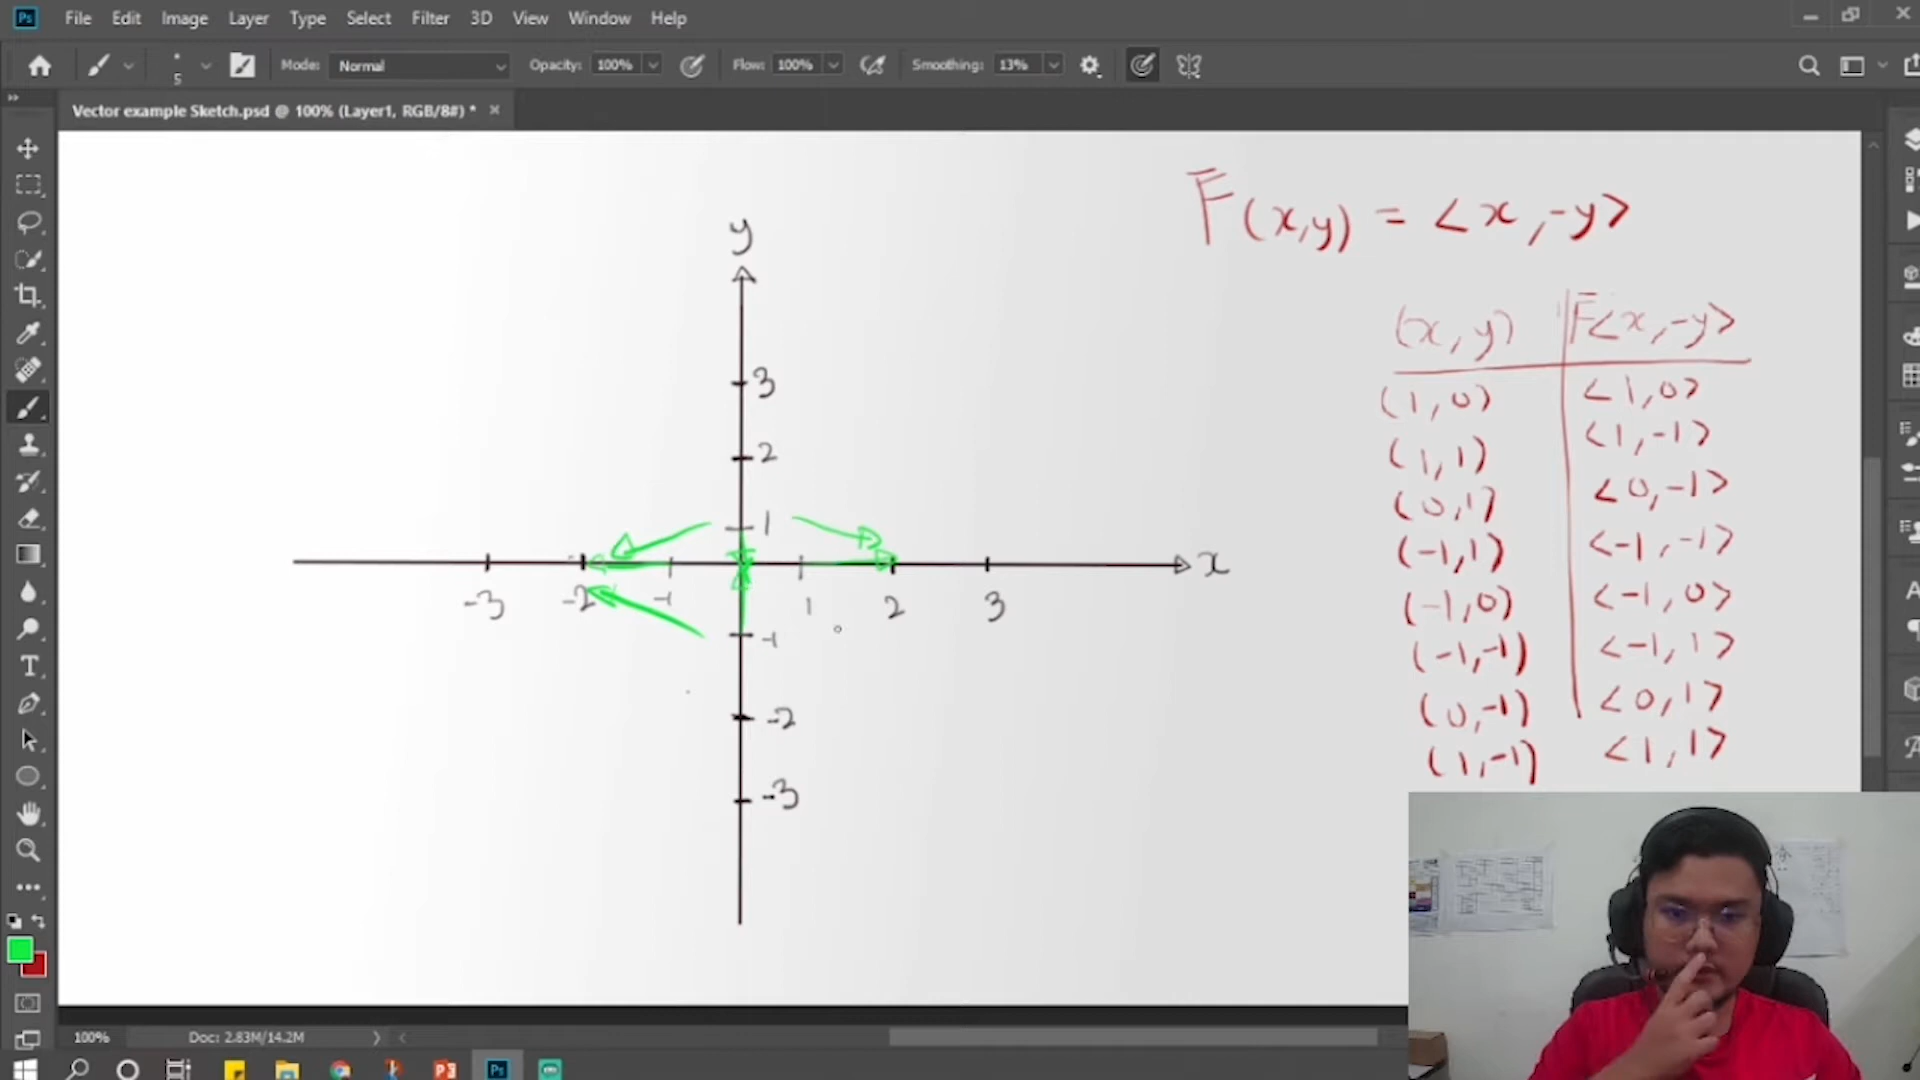 Ps File Edit Image Layer Type Select Filter 3D View Window Help
5 Mode: Normal Opacity: 100% Flow: 100% Smoothing: 13%
Vector example Sketch.psd @ 100% (Layer1, RGB/8#) * ×
F̄(x,y) = <x,-y>
y
(x,y) F̄<x,-y>
3
(1,0) <1,0>
2
(1,1) <1,-1>
(0,1) <0,-1>
1
(-1,1) <-1,-1>
x
-3 -2 -1 1 2 3
(-1,0) <-1,0>
-1
(-1,-1) <-1,1>
-2
(0,-1) <0,1>
(1,-1) <1,1>
-3
100% Doc: 2.83M/14.2M
Ps